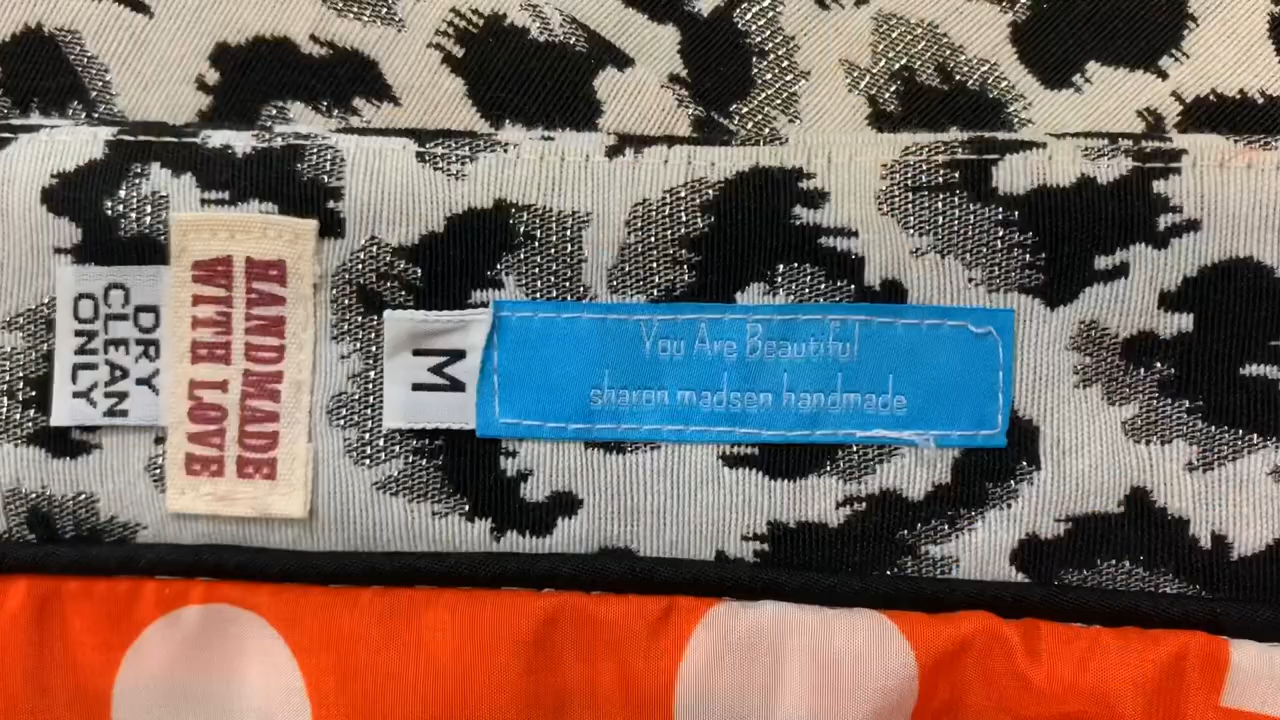 DRY
CLEAN
ONLY
HANDMADE
WITH LOVE
M
You Are Beautiful
sharon madsen handmade